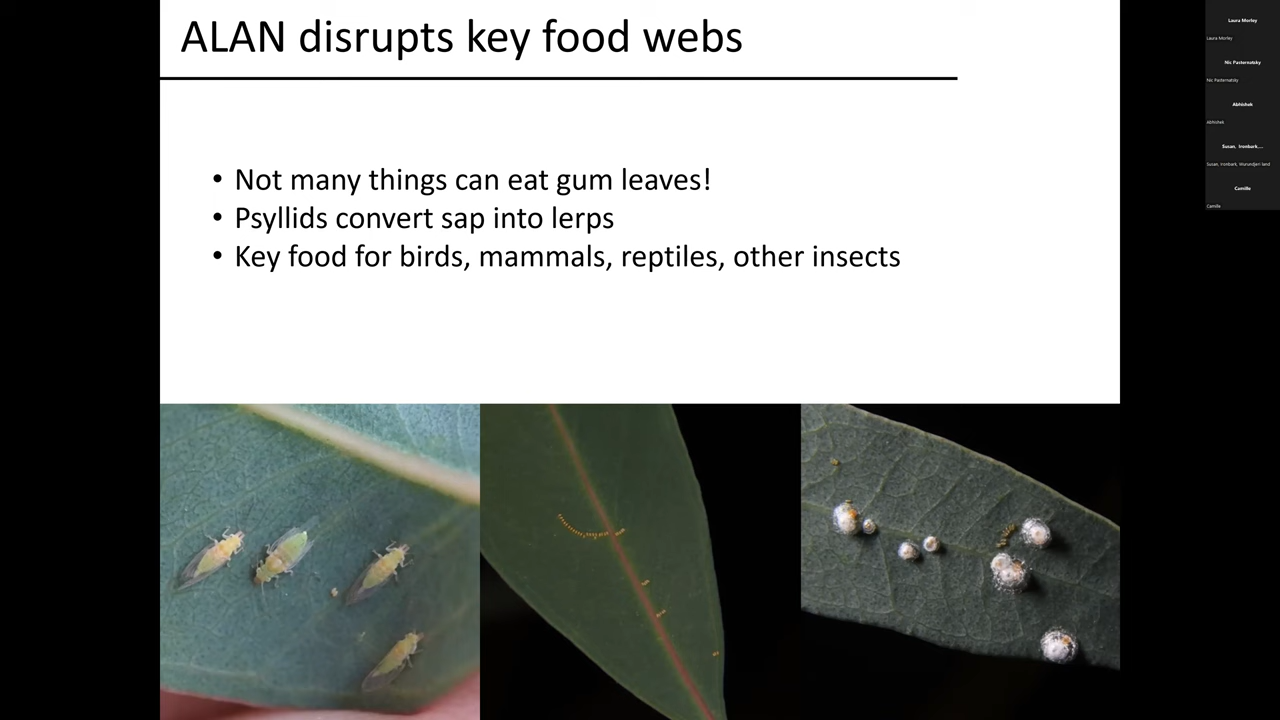 ALAN disrupts key food webs
• Not many things can eat gum leaves!
• Psyllids convert sap into lerps
• Key food for birds, mammals, reptiles, other insects
Laura Morley
Laura Morley
Nic Pasternatsky
Nic Pasternatsky
Abhishek
Abhishek
Susan, Ironbark,...
Susan, Ironbark, Wurundjeri land
Camille
Camille